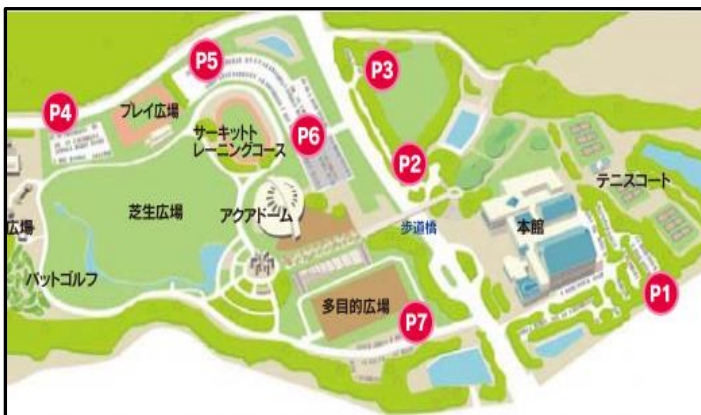 P5
P3
P4
プレイ広場
サーキットト
レーニングコース
P6
P2
テニスコート
広場
芝生広場
アクアドーム
歩道橋
本館
パットゴルフ
多目的広場
P7
P1